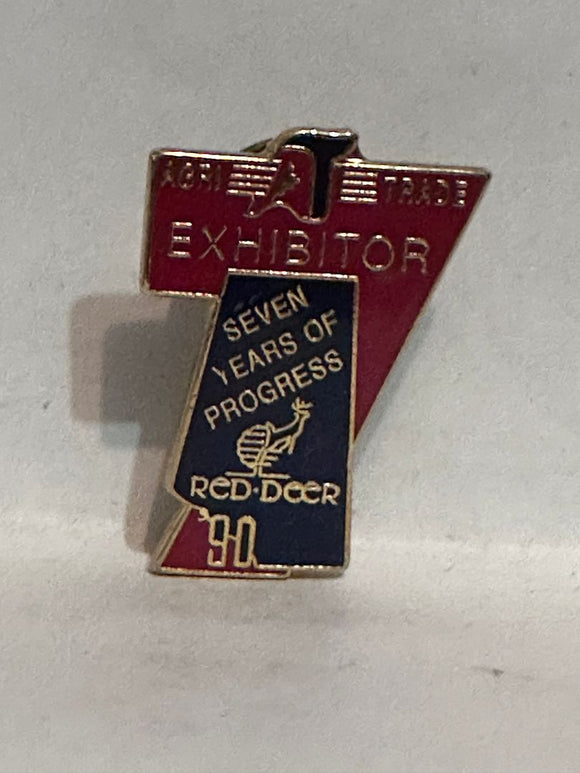 AGRI TRADE
EXHIBITOR
SEVEN
YEARS OF
PROGRESS
RED·DEER
'90